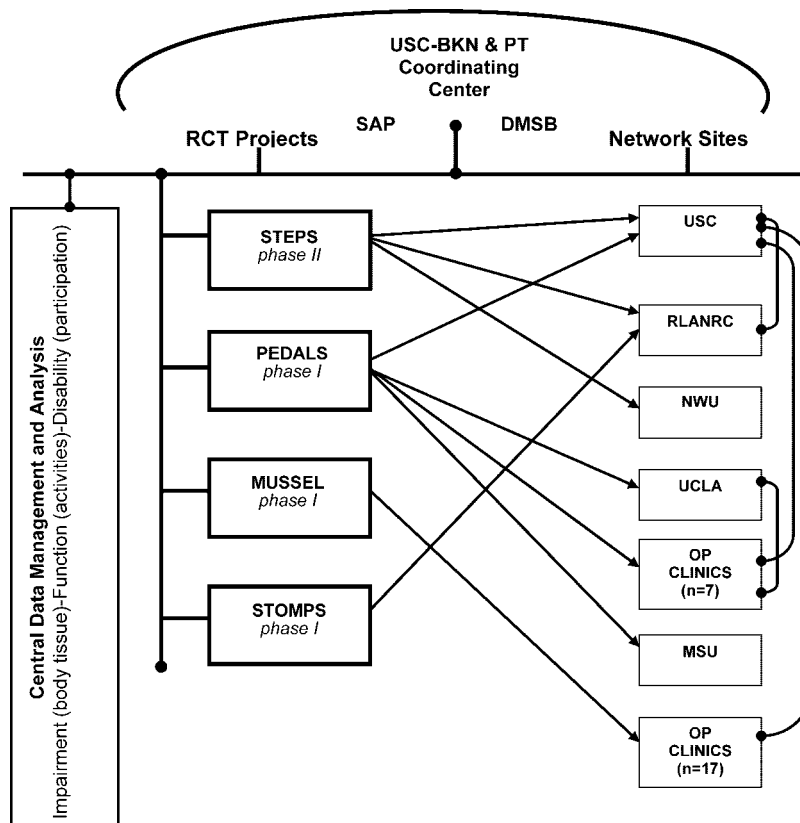 USC-BKN & PT
Coordinating
Center
RCT Projects
SAP
DMSB
Network Sites
Central Data Management and Analysis
Impairment (body tissue)-Function (activities)-Disability (participation)
STEPS
phase II
PEDALS
phase I
MUSSEL
phase I
STOMPS
phase I
USC
RLANRC
NWU
UCLA
OP
CLINICS
(n=7)
MSU
OP
CLINICS
(n=17)